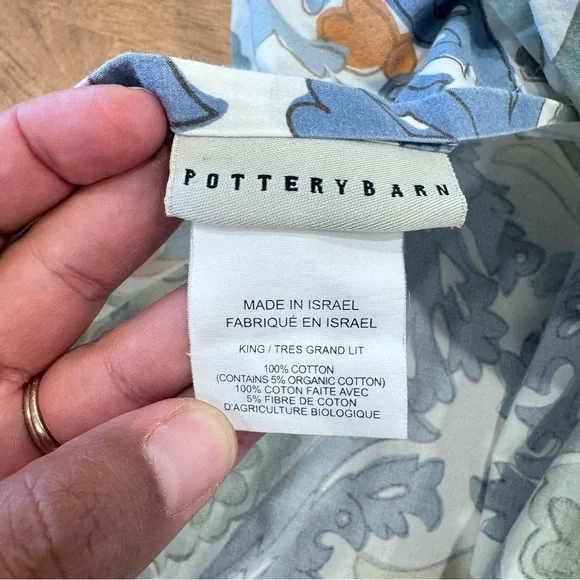 POTTERYBARN
MADE IN ISRAEL
FABRIQUÉ EN ISRAEL
KING / TRES GRAND LIT
100% COTTON
(CONTAINS 5% ORGANIC COTTON)
100% COTON FAITE AVEC
5% FIBRE DE COTON
D'AGRICULTURE BIOLOGIQUE